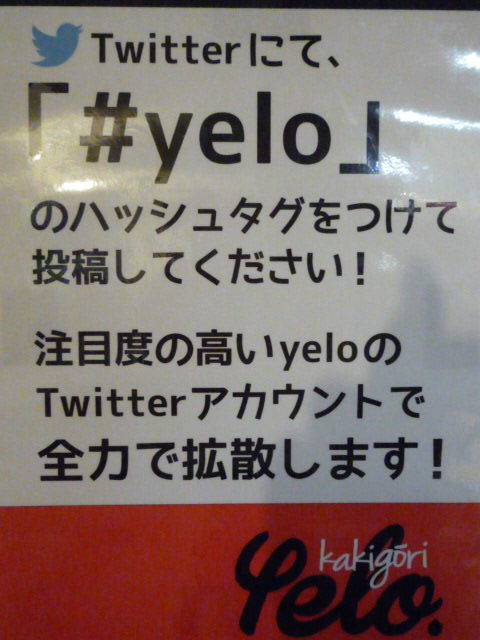 Twitterにて、
「#yelo」
のハッシュタグをつけて
投稿してください！
注目度の高いyeloの
Twitterアカウントで
全力で拡散します！
kakigōri
Yelo.